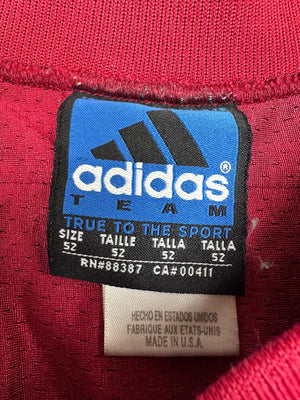 adidas®
TEAM
TRUE TO THE SPORT
SIZE TAILLE TALLA TALLA
52 52 52 52
RN#88387 CA#00411
HECHO EN ESTADOS UNIDOS
FABRIQUE AUX ETATS-UNIS
MADE IN U.S.A.